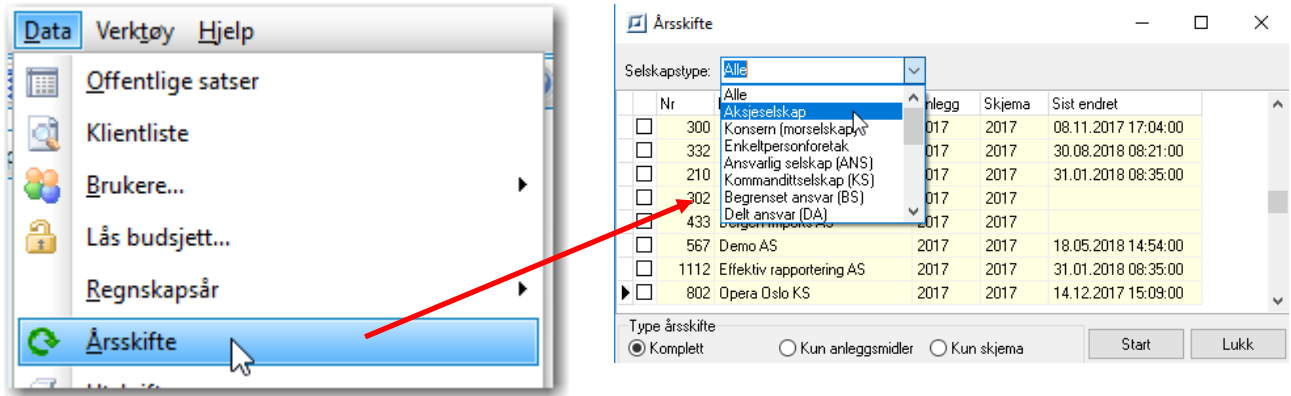 Data Verktøy Hjelp
Offentlige satser
Klientliste
Brukere...
Lås budsjett...
Regnskapsår
Årsskifte
Årsskifte
Selskapstype: Alle
Alle
Aksjeselskap
Konsern (morselskap)
Enkeltpersonforetak
Ansvarlig selskap (ANS)
Kommandittselskap (KS)
Begrenset ansvar (BS)
Delt ansvar (DA)
Nr nlegg Skjema Sist endret
300 017 2017 08.11.2017 17:04:00
332 017 2017 30.08.2018 08:21:00
210 017 2017 31.01.2018 08:35:00
302 017 2017
433 2017 2017
567 Demo AS 2017 2017 18.05.2018 14:54:00
1112 Effektiv rapportering AS 2017 2017 31.01.2018 08:35:00
802 Opera Oslo KS 2017 2017 14.12.2017 15:09:00
Type årsskifte
Komplett Kun anleggsmidler Kun skjema Start Lukk